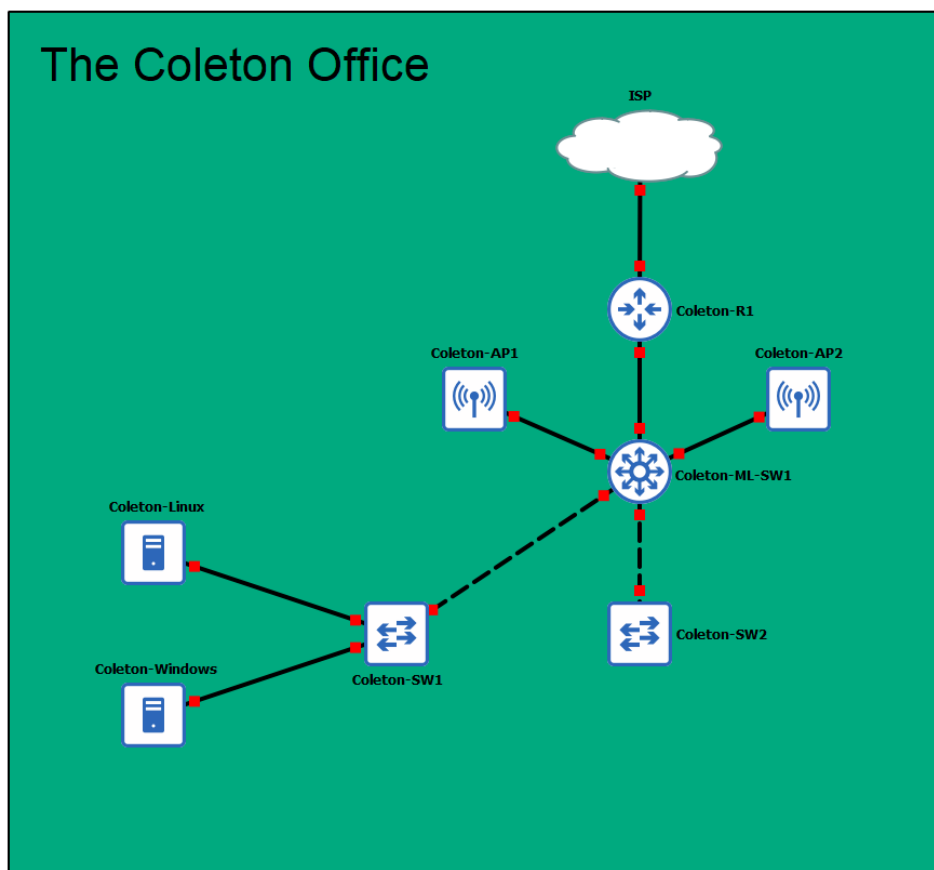 The Coleton Office
ISP
Coleton-R1
Coleton-AP1
Coleton-AP2
Coleton-ML-SW1
Coleton-Linux
Coleton-SW2
Coleton-Windows
Coleton-SW1